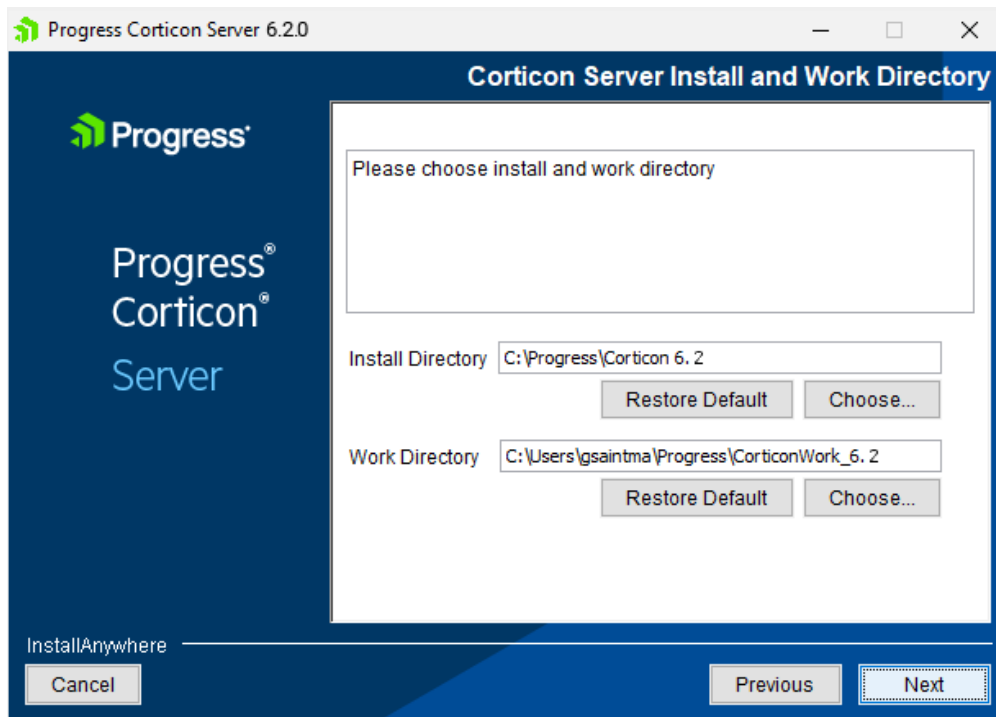 Progress Corticon Server 6.2.0
Corticon Server Install and Work Directory
Progress
Progress®
Corticon®
Server
Please choose install and work directory
Install Directory C:\Progress\Corticon 6. 2
Restore Default Choose...
Work Directory C:\Users\gsaintma\Progress\CorticonWork_6. 2
Restore Default Choose...
InstallAnywhere
Cancel Previous Next